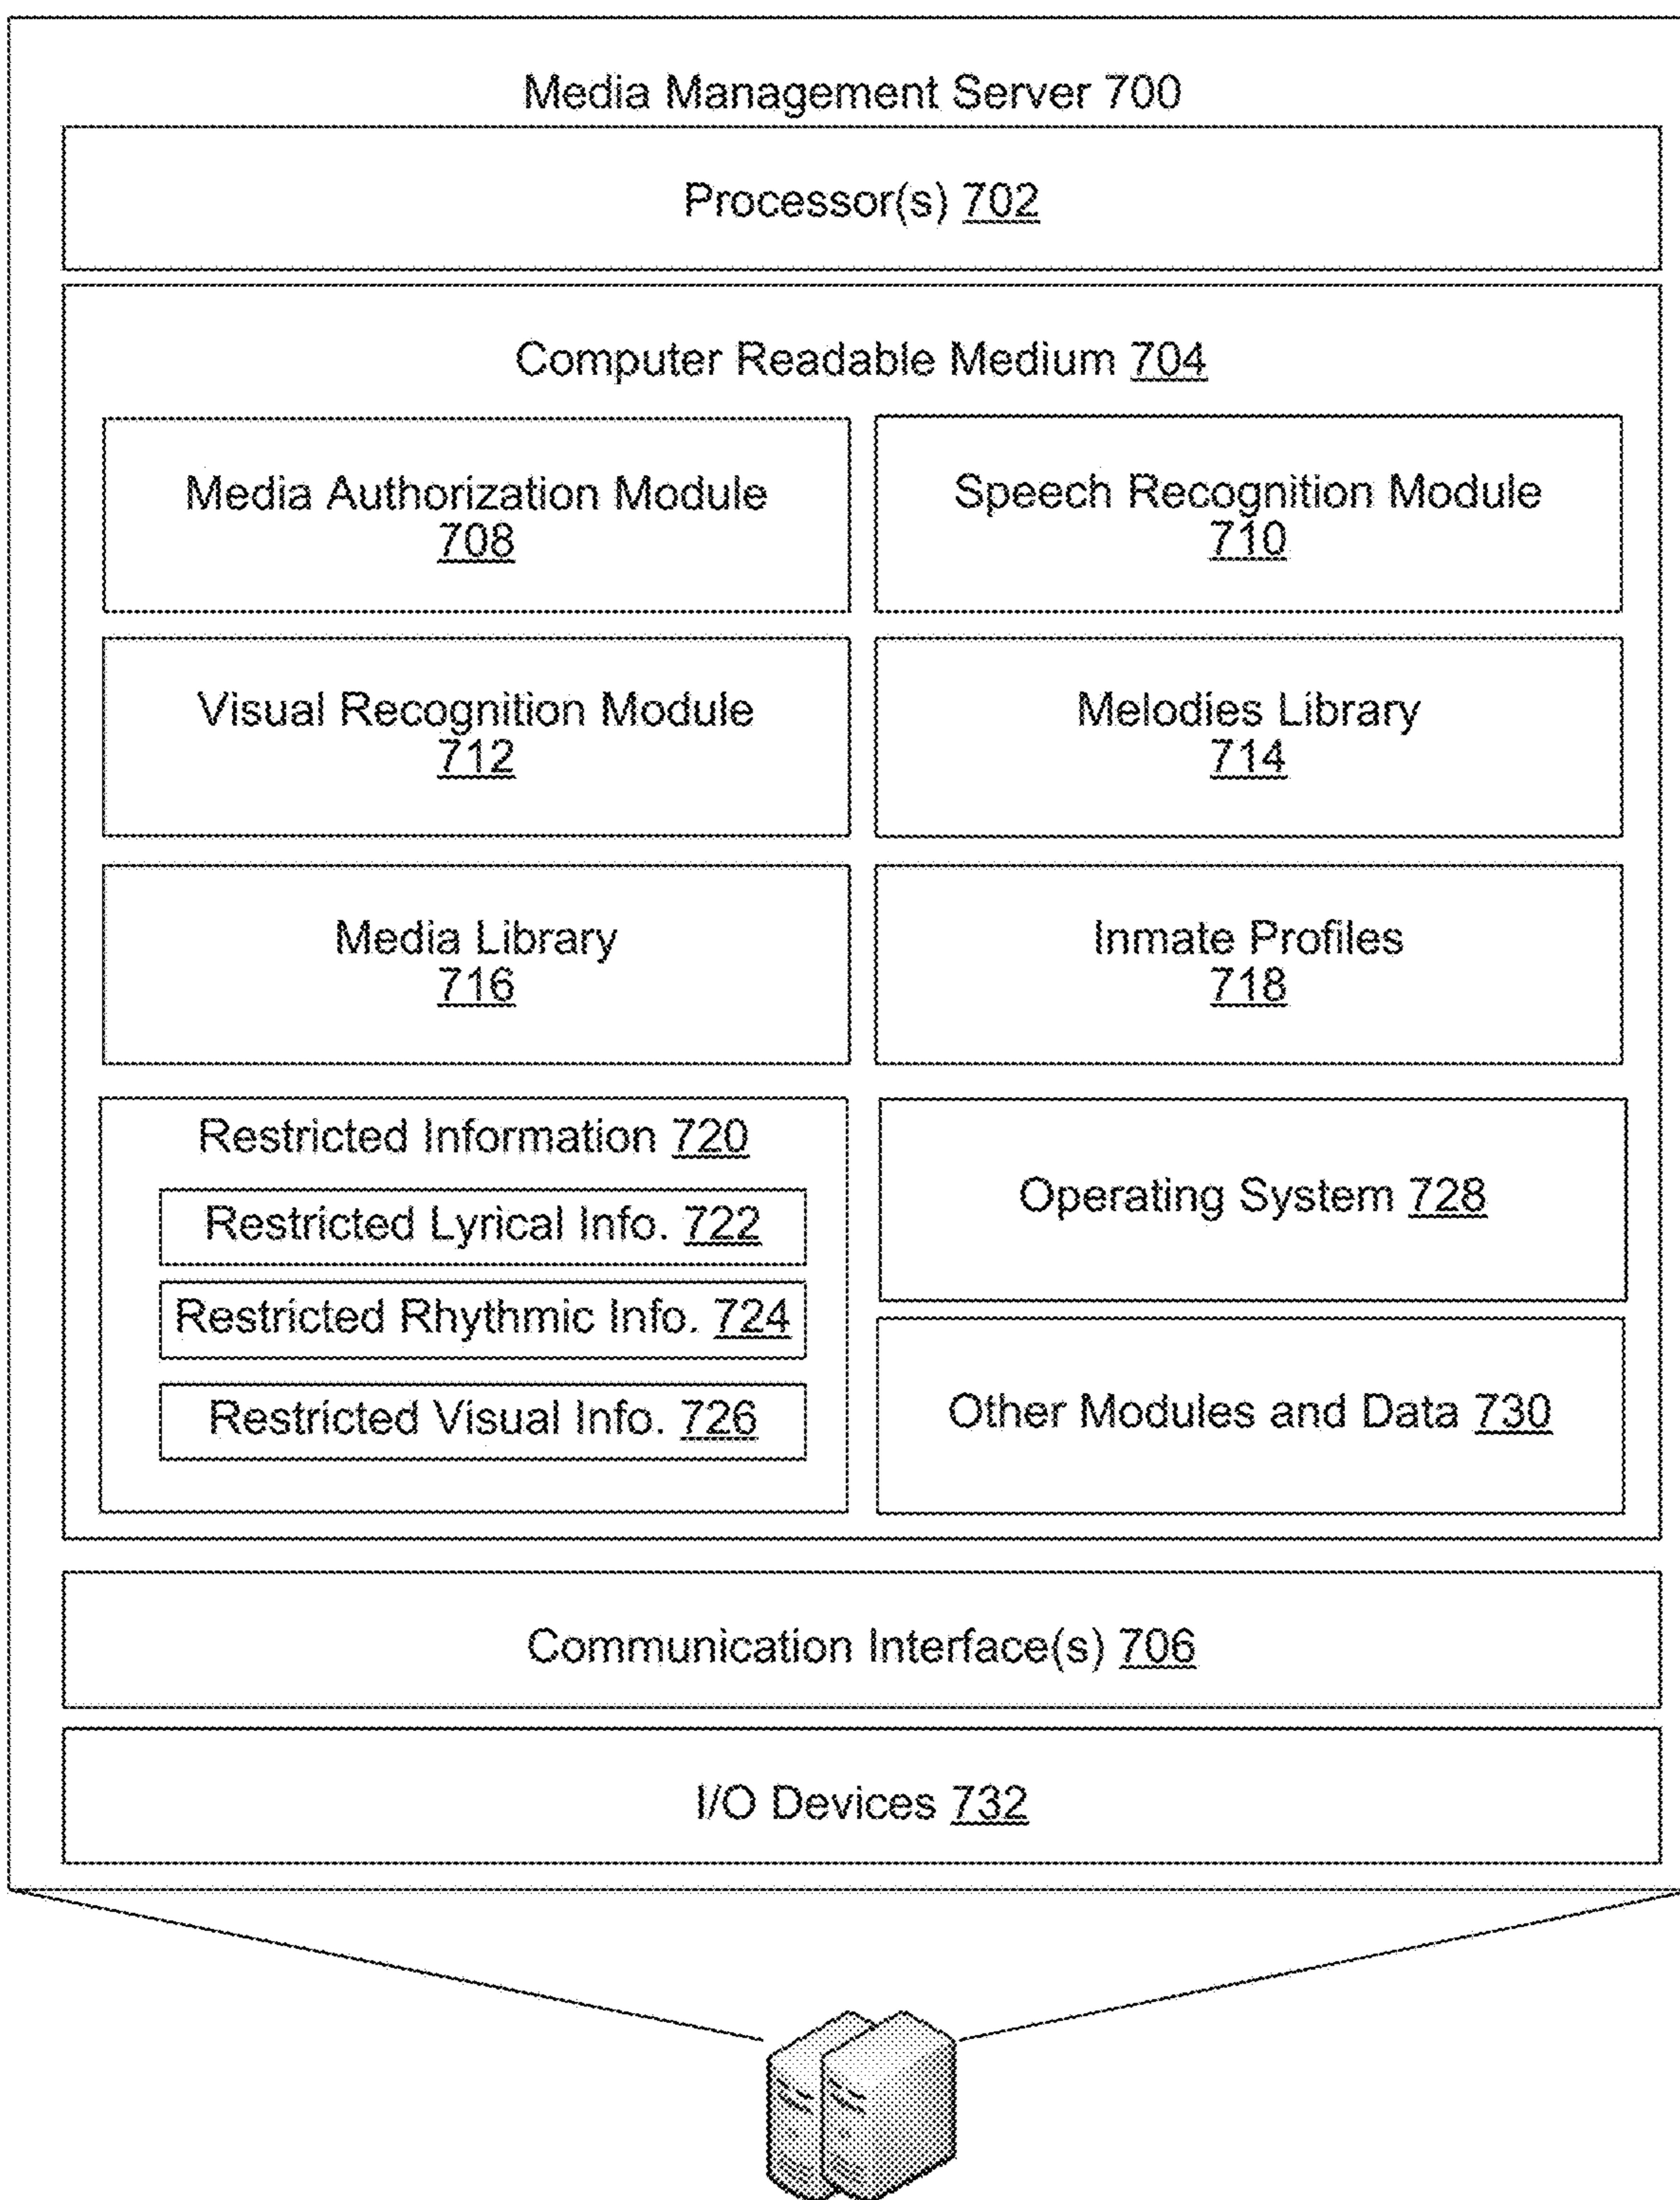 Media Management Server 700
Processor(s) 702
Computer Readable Medium 704
Media Authorization Module
708
Speech Recognition Module
710
Visual Recognition Module
712
Melodies Library
714
Media Library
716
Inmate Profiles
718
Restricted Information 720
Restricted Lyrical Info. 722
Restricted Rhythmic Info. 724
Restricted Visual Info. 726
Operating System 728
Other Modules and Data 730
Communication Interface(s) 706
I/O Devices 732